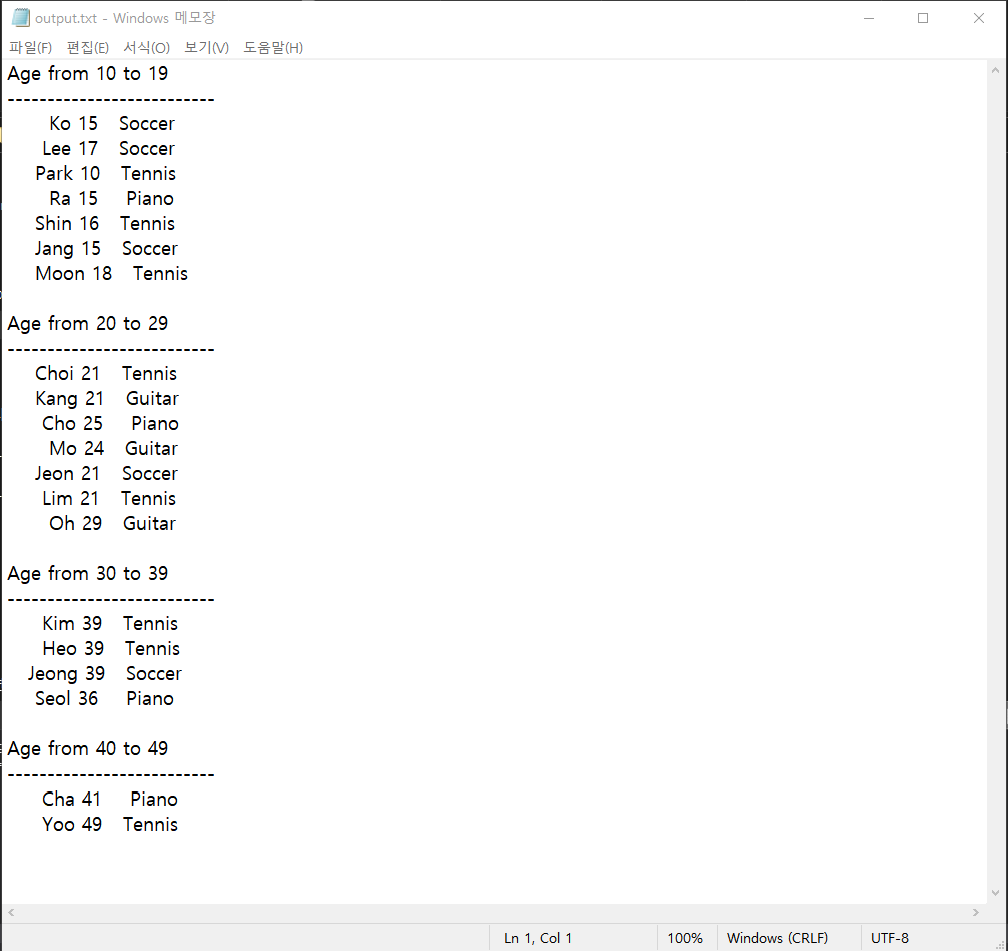 output.txt - Windows 메모장
파일(F) 편집(E) 서식(O) 보기(V) 도움말(H)
Age from 10 to 19
--------------------------
Ko 15 Soccer
Lee 17 Soccer
Park 10 Tennis
Ra 15 Piano
Shin 16 Tennis
Jang 15 Soccer
Moon 18 Tennis
Age from 20 to 29
--------------------------
Choi 21 Tennis
Kang 21 Guitar
Cho 25 Piano
Mo 24 Guitar
Jeon 21 Soccer
Lim 21 Tennis
Oh 29 Guitar
Age from 30 to 39
--------------------------
Kim 39 Tennis
Heo 39 Tennis
Jeong 39 Soccer
Seol 36 Piano
Age from 40 to 49
--------------------------
Cha 41 Piano
Yoo 49 Tennis
Ln 1, Col 1 100% Windows (CRLF) UTF-8